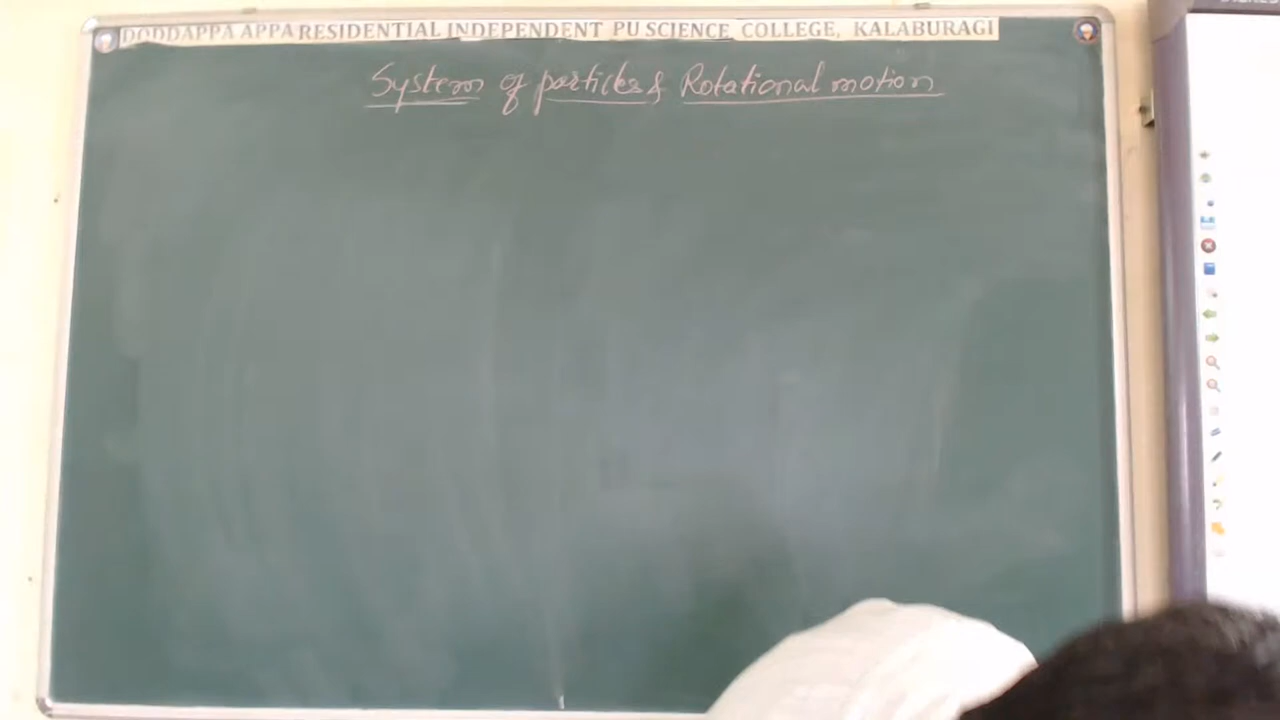 DODDAPPA APPA RESIDENTIAL INDEPENDENT PU SCIENCE COLLEGE, KALABURAGI
System of particles & Rotational motion